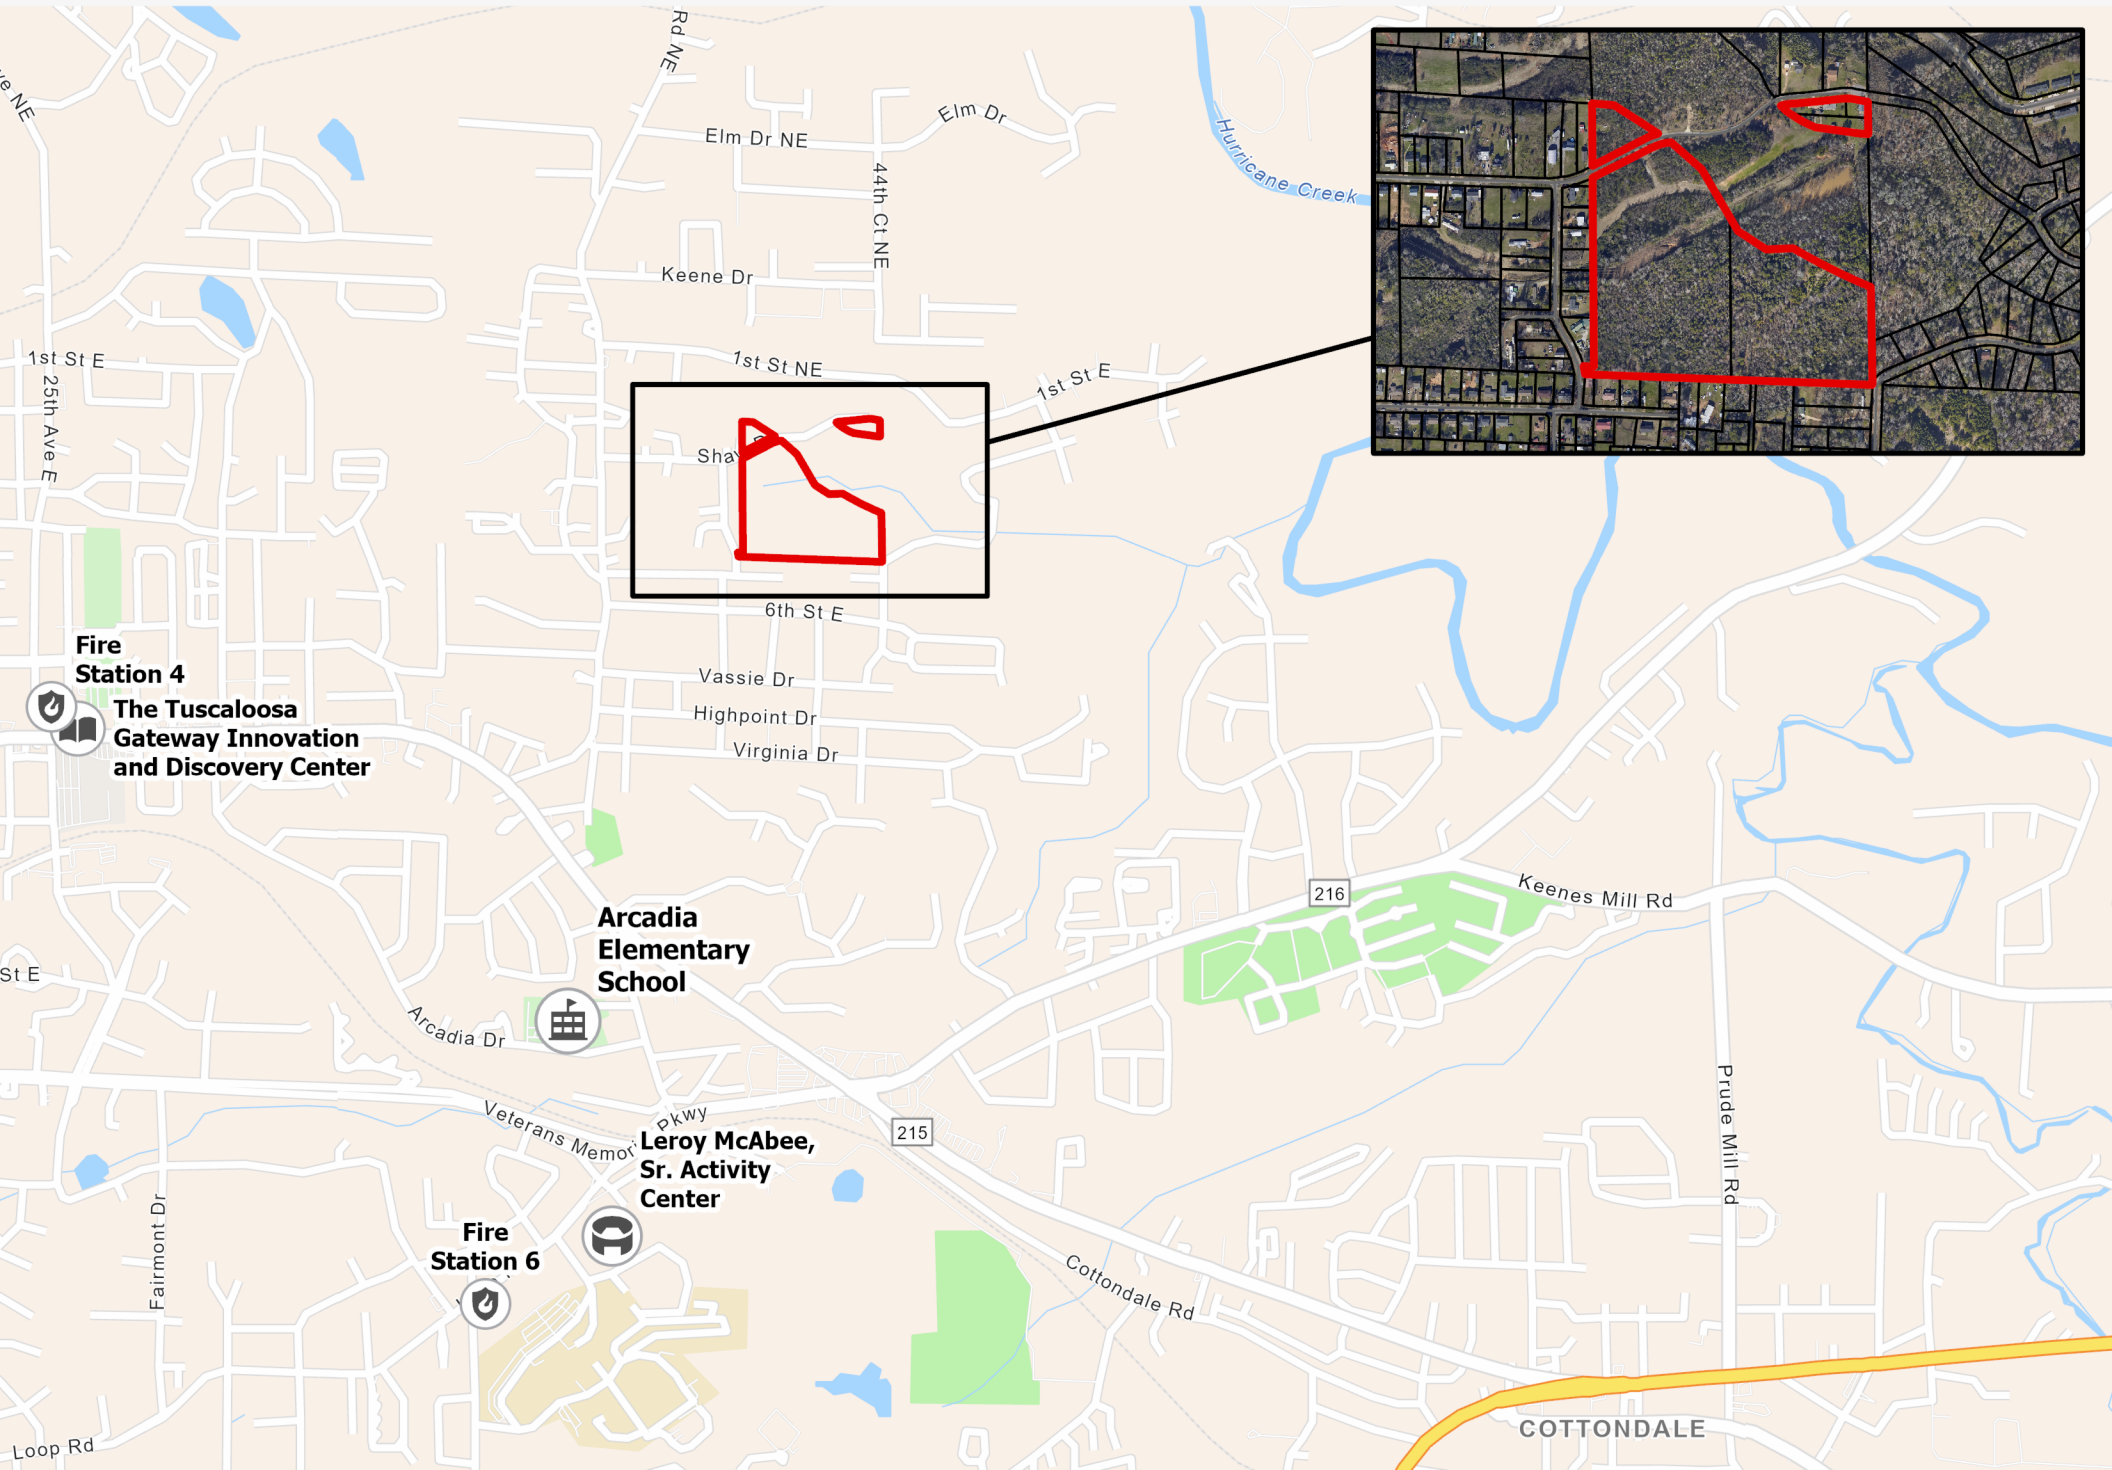 Rd NE
ve NE
Elm Dr NE
Elm Dr
44th Ct NE
Hurricane Creek
Keene Dr
1st St NE
1st St E
1st St E
25th Ave E
Sha
6th St E
Fire
Station 4
The Tuscaloosa
Gateway Innovation
and Discovery Center
Vassie Dr
Highpoint Dr
Virginia Dr
216
Keenes Mill Rd
Arcadia
Elementary
School
St E
Arcadia Dr
Veterans Memori
Pkwy
215
Prude Mill Rd
Leroy McAbee,
Sr. Activity
Center
Fairmont Dr
Fire
Station 6
Cottondale Rd
COTTONDALE
Loop Rd